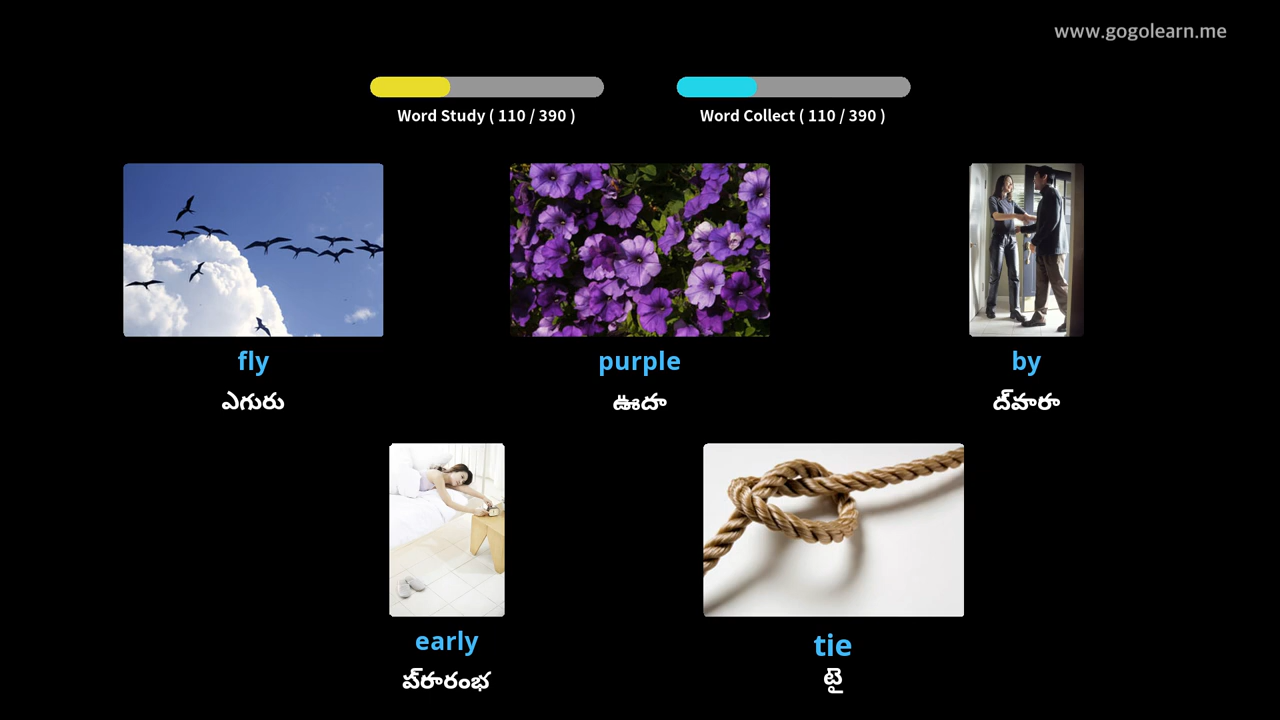 www.gogolearn.me
Word Study ( 110 / 390 )
Word Collect ( 110 / 390 )
fly
purple
by
ఎగురు
ఊదా
ద్‌వారా
early
tie
ప్‌రారంభ
టై